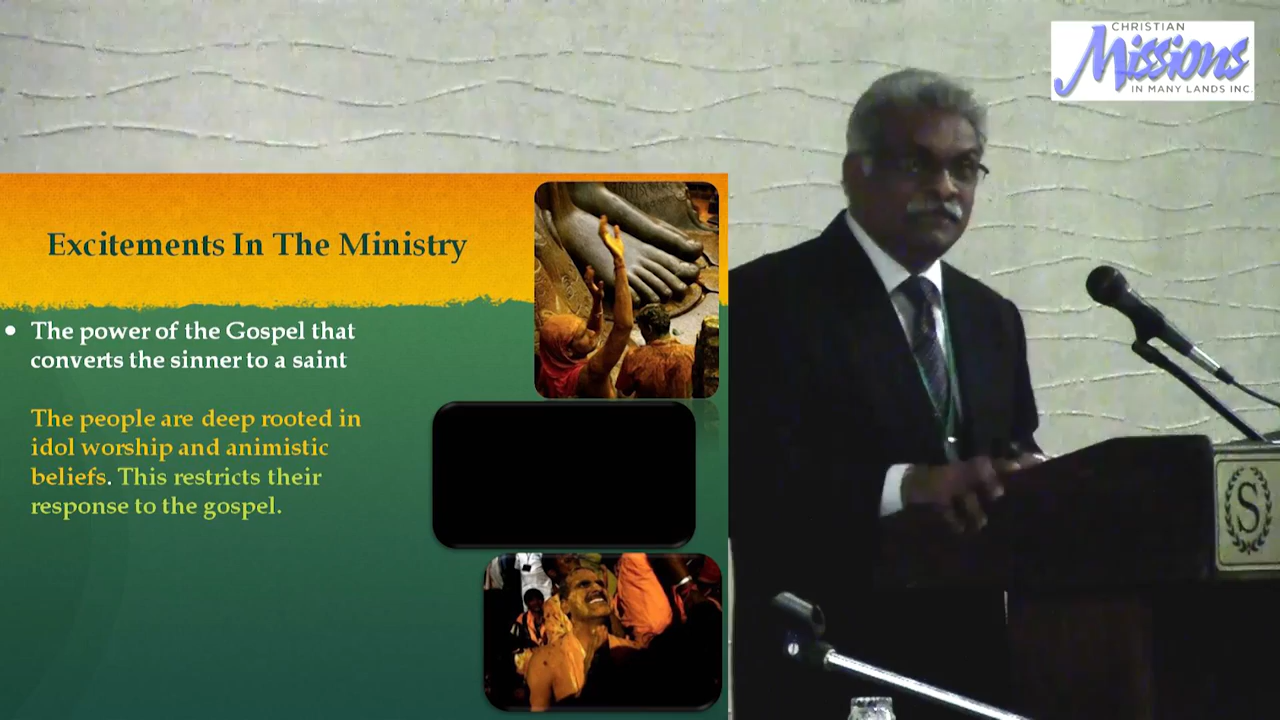 CHRISTIAN
Missions
IN MANY LANDS INC.
Excitements In The Ministry
• The power of the Gospel that
converts the sinner to a saint
The people are deep rooted in
idol worship and animistic
beliefs. This restricts their
response to the gospel.
S